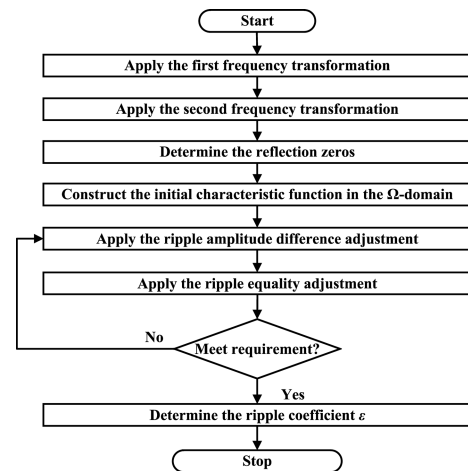 Start
Apply the first frequency transformation
Apply the second frequency transformation
Determine the reflection zeros
Construct the initial characteristic function in the Ω-domain
Apply the ripple amplitude difference adjustment
Apply the ripple equality adjustment
No
Meet requirement?
Yes
Determine the ripple coefficient ε
Stop